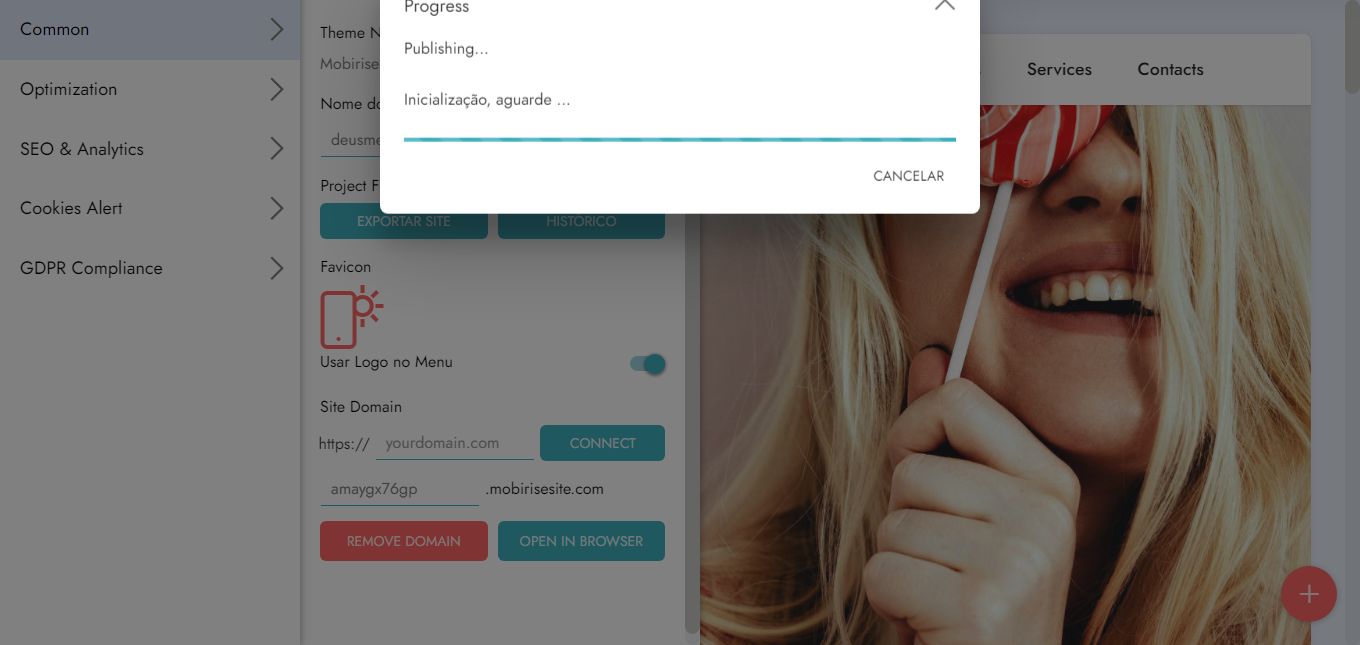 Common
Optimization
SEO & Analytics
Cookies Alert
GDPR Compliance
Theme N
Mobirise
Nome do
deusme
Project F
EXPORTAR SITE
HISTÓRICO
Favicon
Usar Logo no Menu
Site Domain
https://
yourdomain.com
CONNECT
amaygx76gp
.mobirisesite.com
REMOVE DOMAIN
OPEN IN BROWSER
Progress
Publishing...
Inicialização, aguarde ...
CANCELAR
Services
Contacts